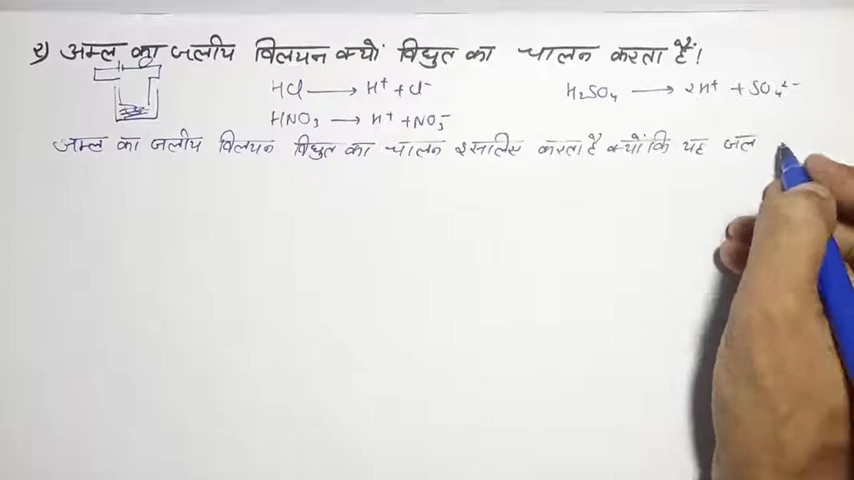 २) अम्ल का जलीय विलयन क्यों विद्युत का चालन करता है!
HCl → H⁺ + Cl⁻ H₂SO₄ → 2H⁺ + SO₄²⁻
HNO₃ → H⁺ + NO₃⁻
अम्ल का जलीय विलयन विद्युत का चालन इसलिए करता है क्योंकि यह जल